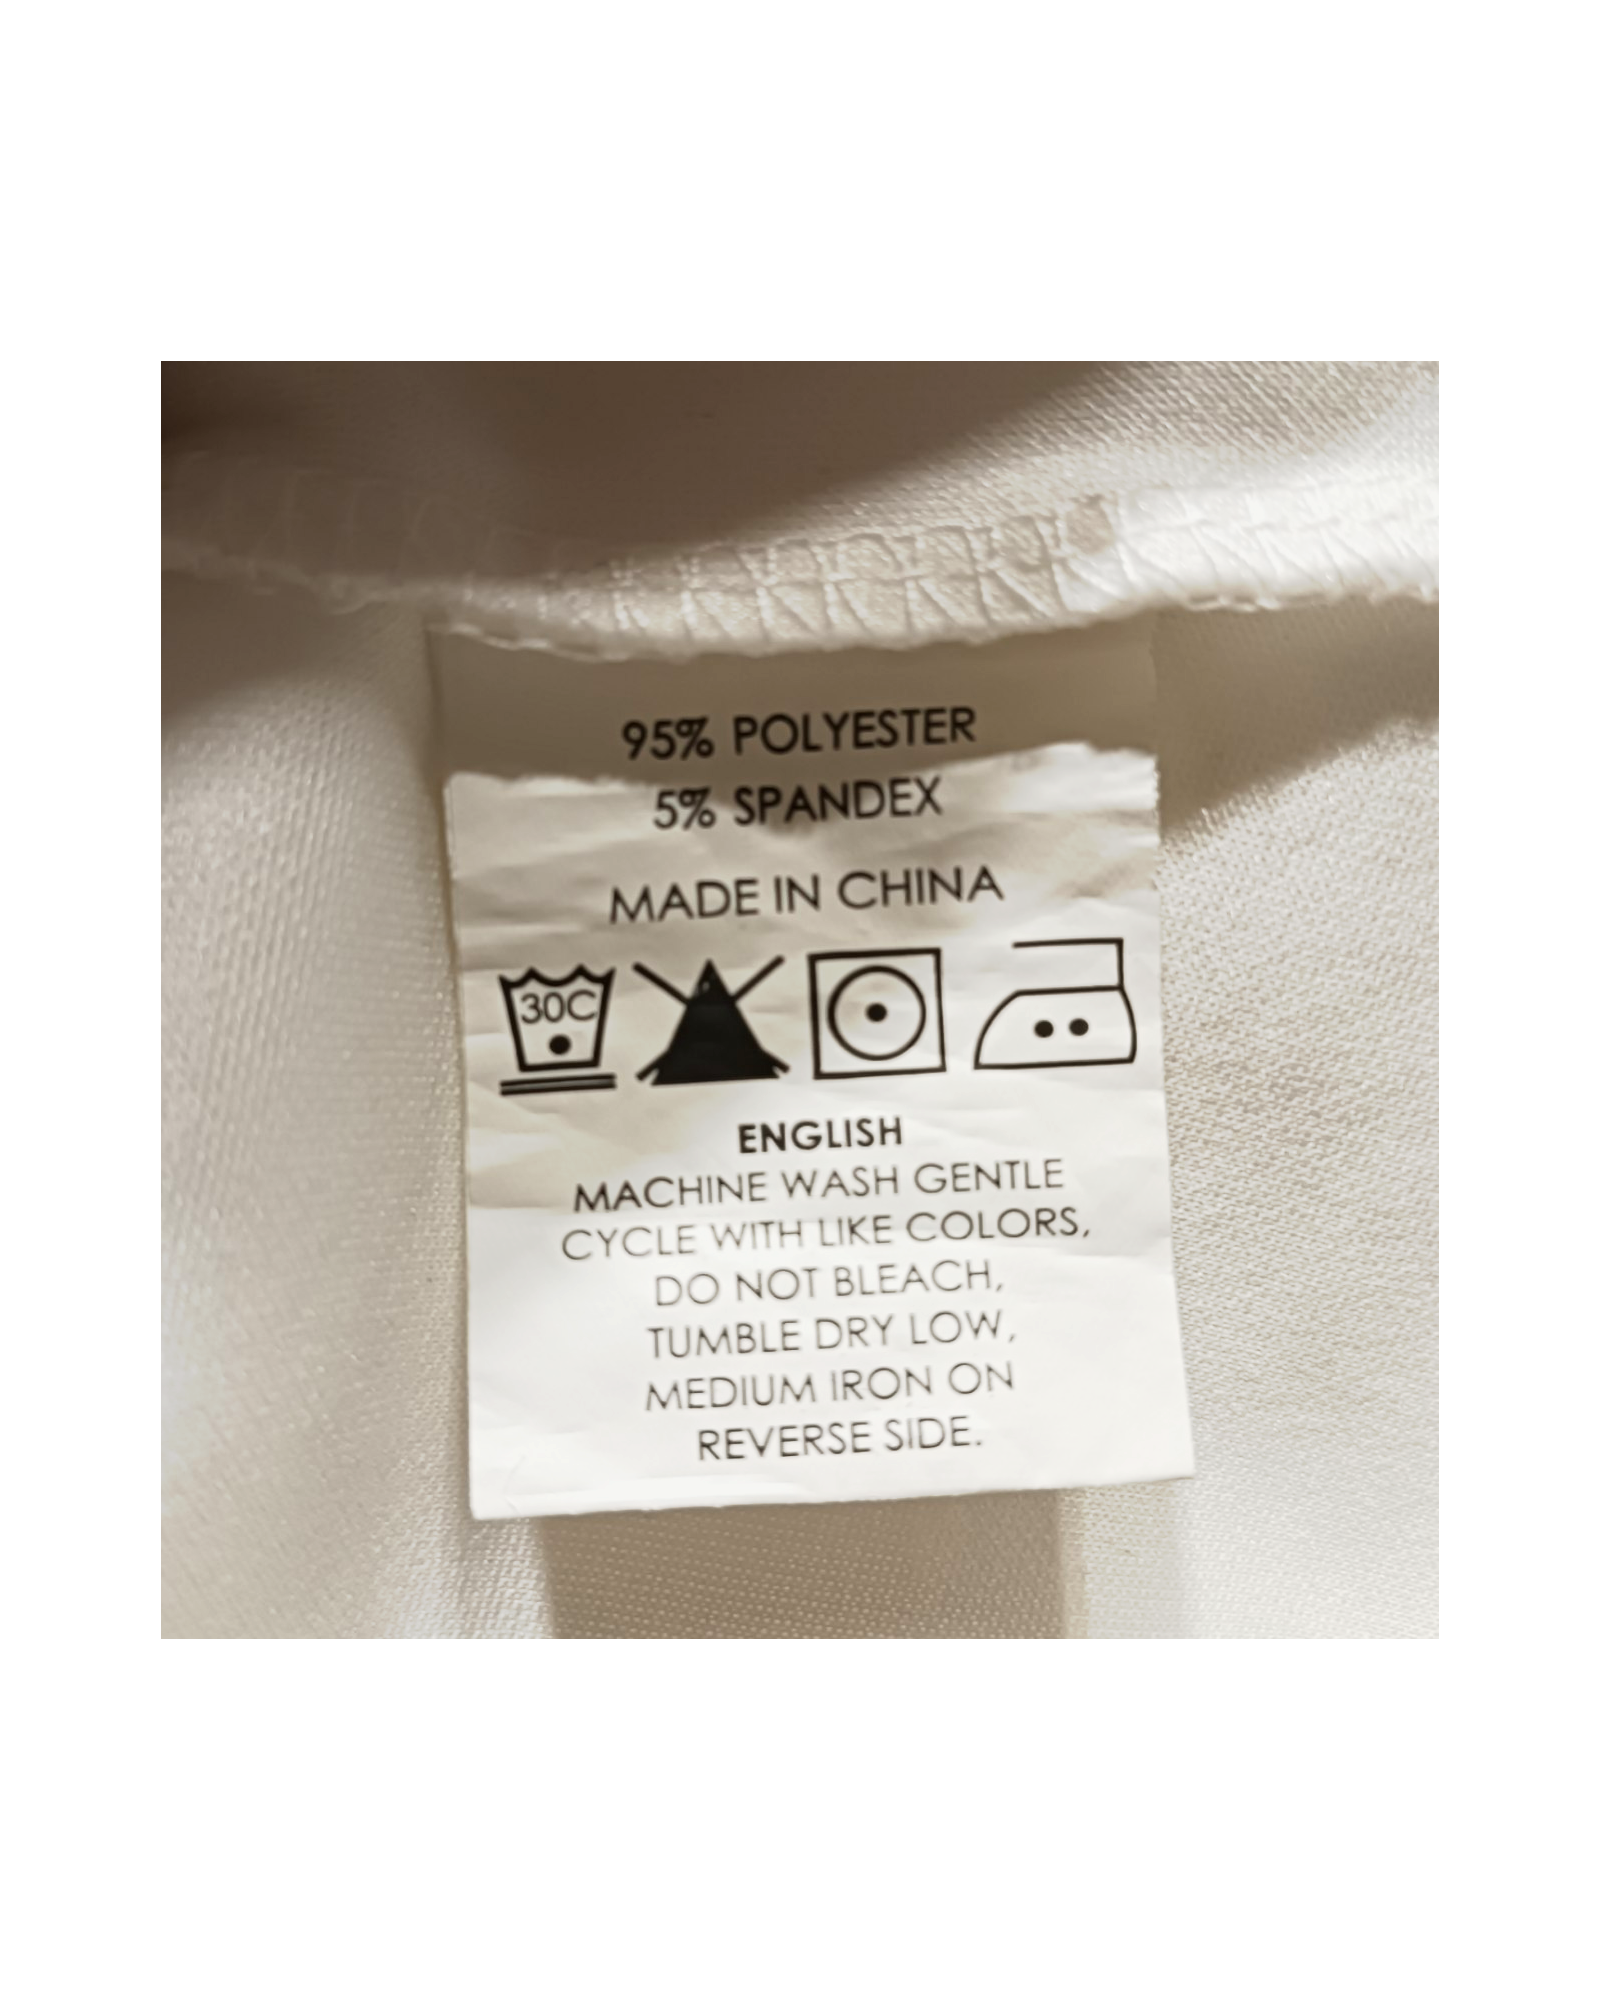 95% POLYESTER
5% SPANDEX
MADE IN CHINA
30C
ENGLISH
MACHINE WASH GENTLE
CYCLE WITH LIKE COLORS,
DO NOT BLEACH,
TUMBLE DRY LOW,
MEDIUM IRON ON
REVERSE SIDE.